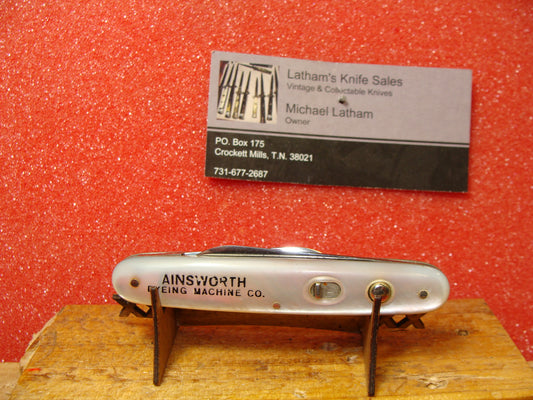 Latham's Knife Sales
Vintage & Collectable Knives
Michael Latham
Owner
PO. Box 175
Crockett Mills, T.N. 38021
731-677-2687
AINSWORTH
DYEING MACHINE CO.